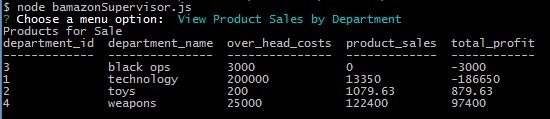 $ node bamazonSupervisor.js
? Choose a menu option: View Product Sales by Department
Products for Sale
department_id department_name over_head_costs product_sales total_profit
------------- --------------- --------------- ------------- ------------
3 black ops 3000 0 -3000
1 technology 200000 13350 -186650
2 toys 200 1079.63 879.63
4 weapons 25000 122400 97400